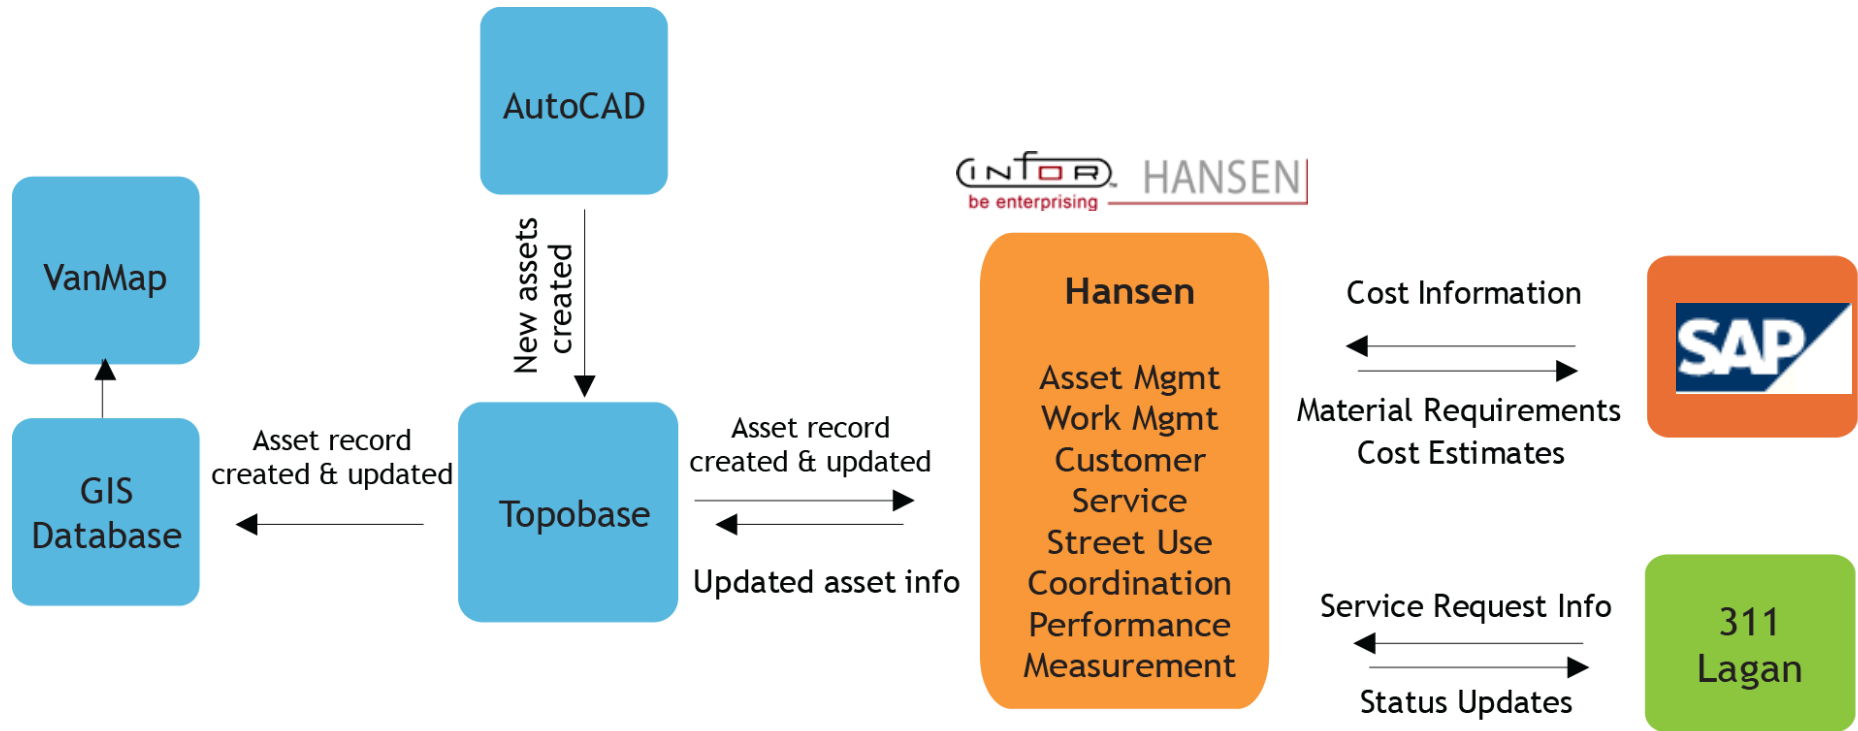 AutoCAD
New assets
created
VanMap
GIS
Database
Asset record
created & updated
Topobase
Asset record
created & updated
Updated asset info
infor™
be enterprising
HANSEN
Hansen
Asset Mgmt
Work Mgmt
Customer
Service
Street Use
Coordination
Performance
Measurement
Cost Information
Material Requirements
Cost Estimates
SAP
Service Request Info
Status Updates
311
Lagan